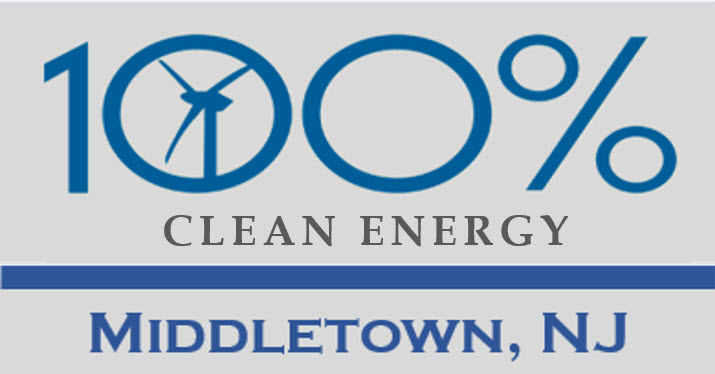 100%
CLEAN ENERGY
MIDDLETOWN, NJ